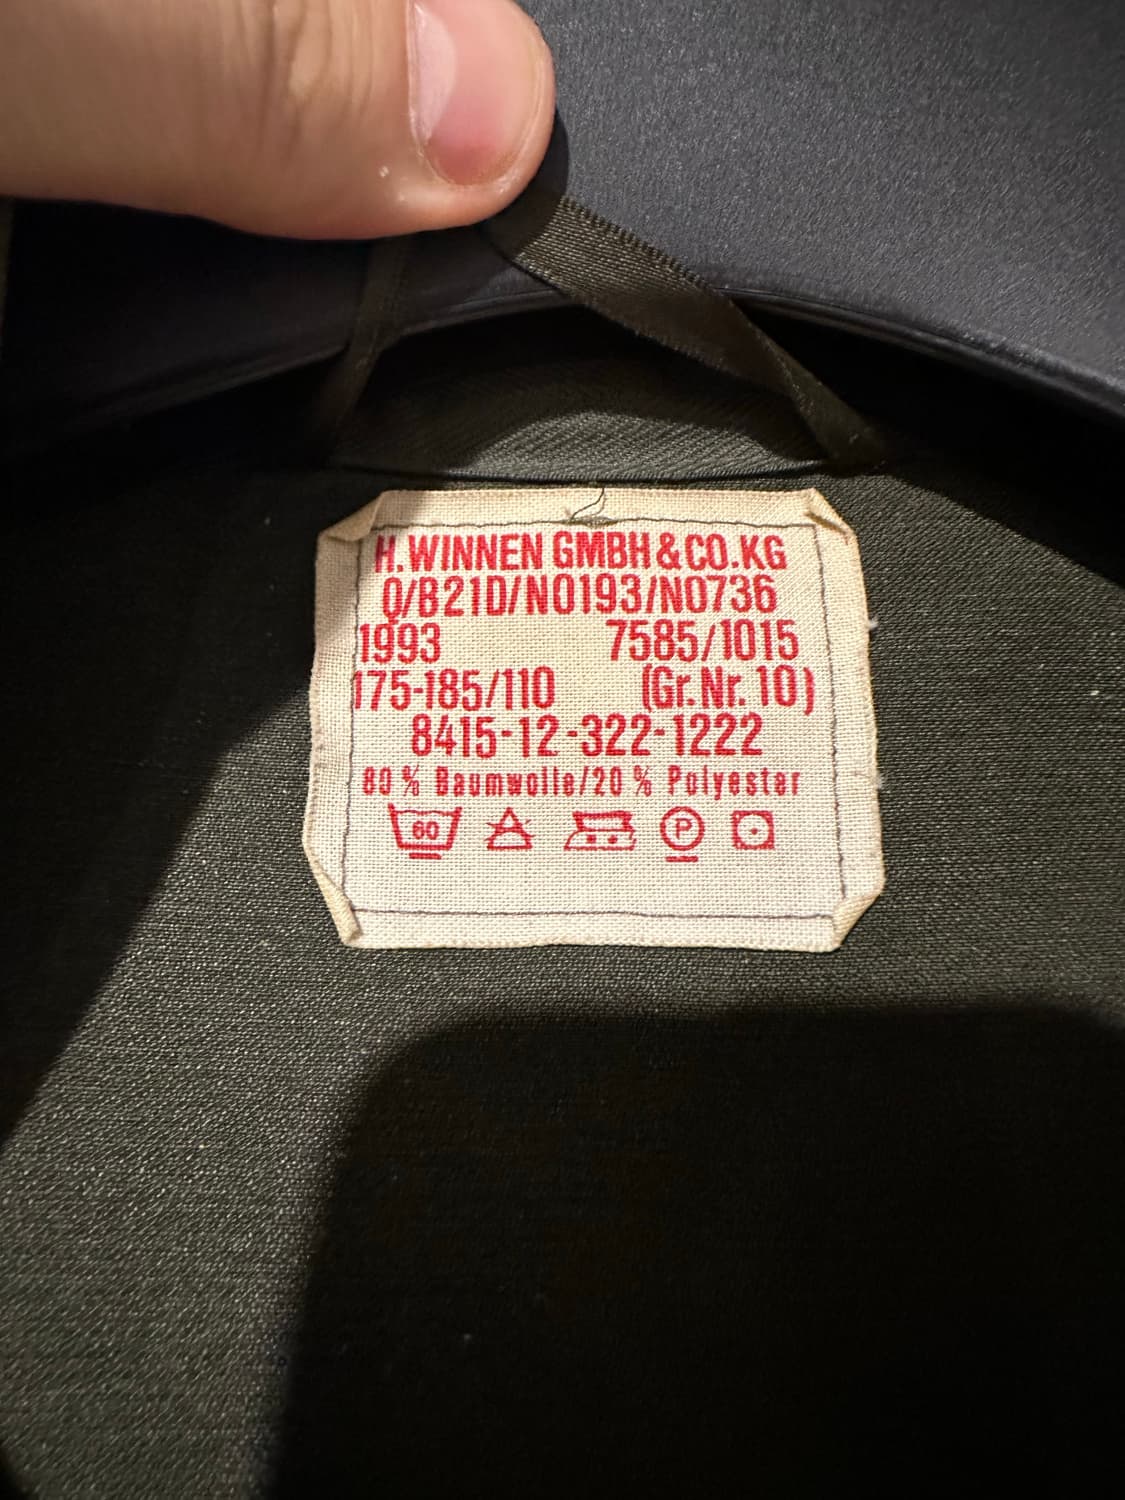 H.WINNEN GMBH & CO.KG
Q/B21D/N0193/N0736
1993 7585/1015
175-185/110 (Gr.Nr.10)
8415-12-322-1222
80% Baumwolle/20% Polyester
60 P